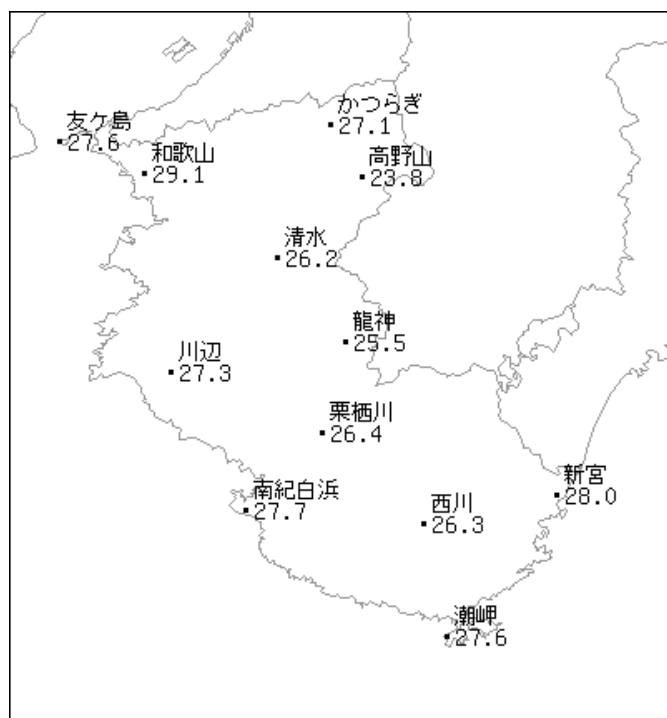 友ケ島
27.6
和歌山
29.1
かつらぎ
27.1
高野山
23.8
清水
26.2
龍神
25.5
川辺
27.3
栗栖川
26.4
南紀白浜
27.7
西川
26.3
新宮
28.0
潮岬
27.6